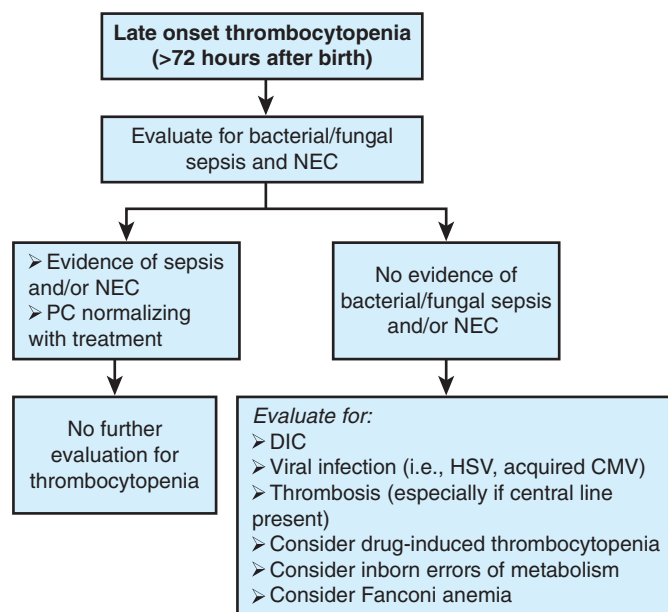 Late onset thrombocytopenia
(>72 hours after birth)
Evaluate for bacterial/fungal
sepsis and NEC
➢ Evidence of sepsis
and/or NEC
➢ PC normalizing
with treatment
No evidence of
bacterial/fungal sepsis
and/or NEC
No further
evaluation for
thrombocytopenia
Evaluate for:
➢ DIC
➢ Viral infection (i.e., HSV, acquired CMV)
➢ Thrombosis (especially if central line
present)
➢ Consider drug-induced thrombocytopenia
➢ Consider inborn errors of metabolism
➢ Consider Fanconi anemia